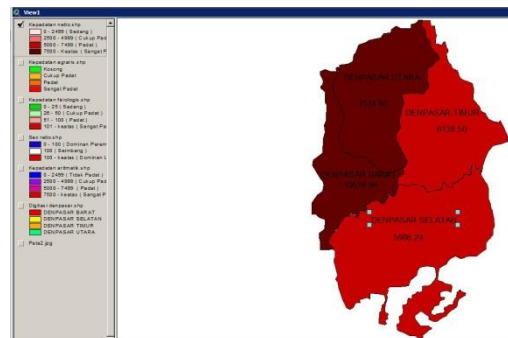 View1
Kepadatan netto.shp
0 - 2499 ( Sedang )
2500 - 4999 ( Cukup Pad
5000 - 7499 ( Padat )
7500 - Keatas ( Sangat P
Kepadatan agraris.shp
Kosong
Cukup Padat
Padat
Sangat Padat
Kepadatan fisiologis.shp
0 - 25 ( Sedang )
26 - 50 ( Cukup Padat
51 - 100 ( Padat )
101 - keatas ( Sangat Pa
Sex ratio.shp
0 - 100 ( Dominan Perem
100 ( Seimbang )
100 - keatas ( Dominan L
Kepadatan aritmatik.shp
0 - 2499 ( Tidak Padat )
2500 - 4999 ( Cukup Pad
5000 - 7499 ( Padat )
7500 - keatas ( Sangat P
Digitasi denpasar.shp
DENPASAR BARAT
DENPASAR SELATAN
DENPASAR TIMUR
DENPASAR UTARA
Peta2.jpg
DENPASAR UTARA
DENPASAR TIMUR
6138.50
DENPASAR BARAT
DENPASAR SELATAN